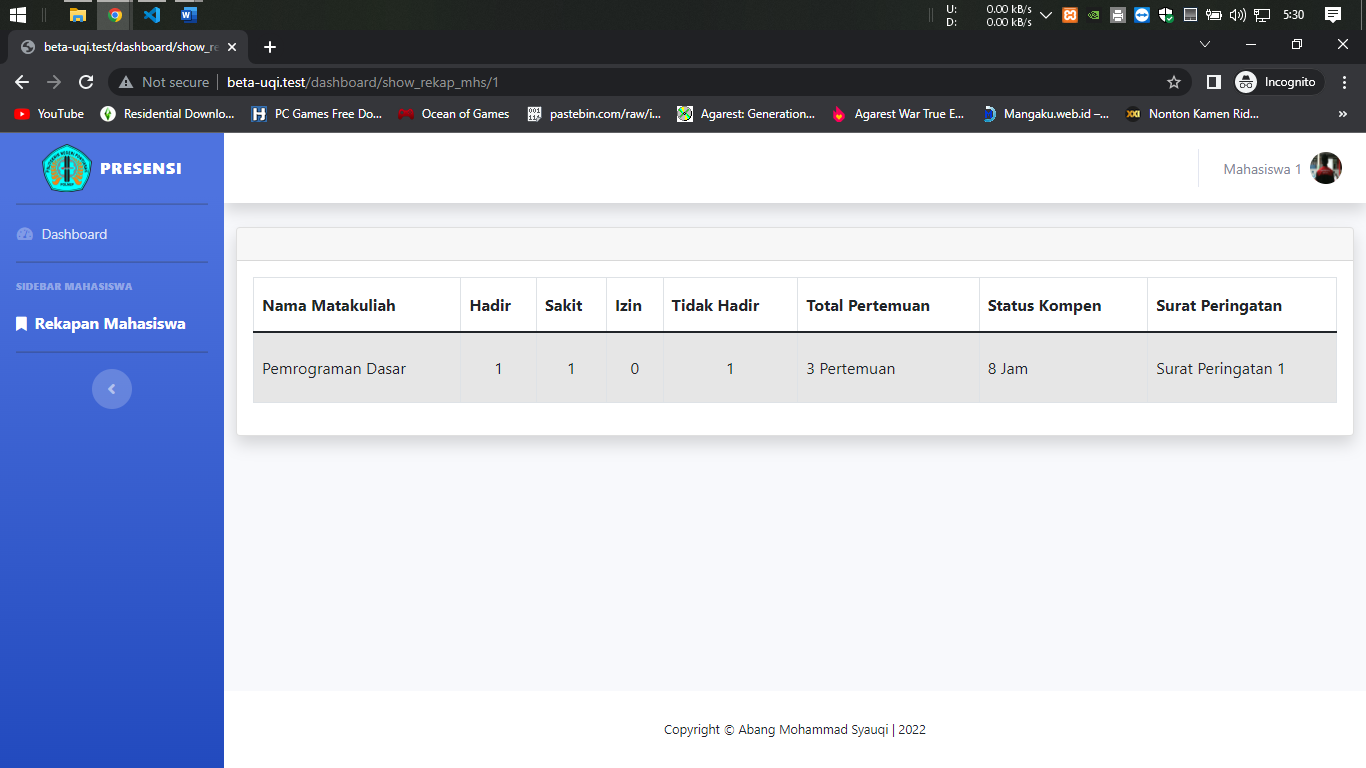 U: 0.00 kB/s
D: 0.00 kB/s
5:30
beta-uqi.test/dashboard/show_re
Not secure beta-uqi.test/dashboard/show_rekap_mhs/1
Incognito
YouTube Residential Downlo... PC Games Free Do... Ocean of Games pastebin.com/raw/i... Agarest: Generation... Agarest War True E... Mangaku.web.id –... Nonton Kamen Rid... »
PRESENSI
Mahasiswa 1
Dashboard
SIDEBAR MAHASISWA
Rekapan Mahasiswa
Nama Matakuliah Hadir Sakit Izin Tidak Hadir Total Pertemuan Status Kompen Surat Peringatan
Pemrograman Dasar 1 1 0 1 3 Pertemuan 8 Jam Surat Peringatan 1
Copyright © Abang Mohammad Syauqi | 2022